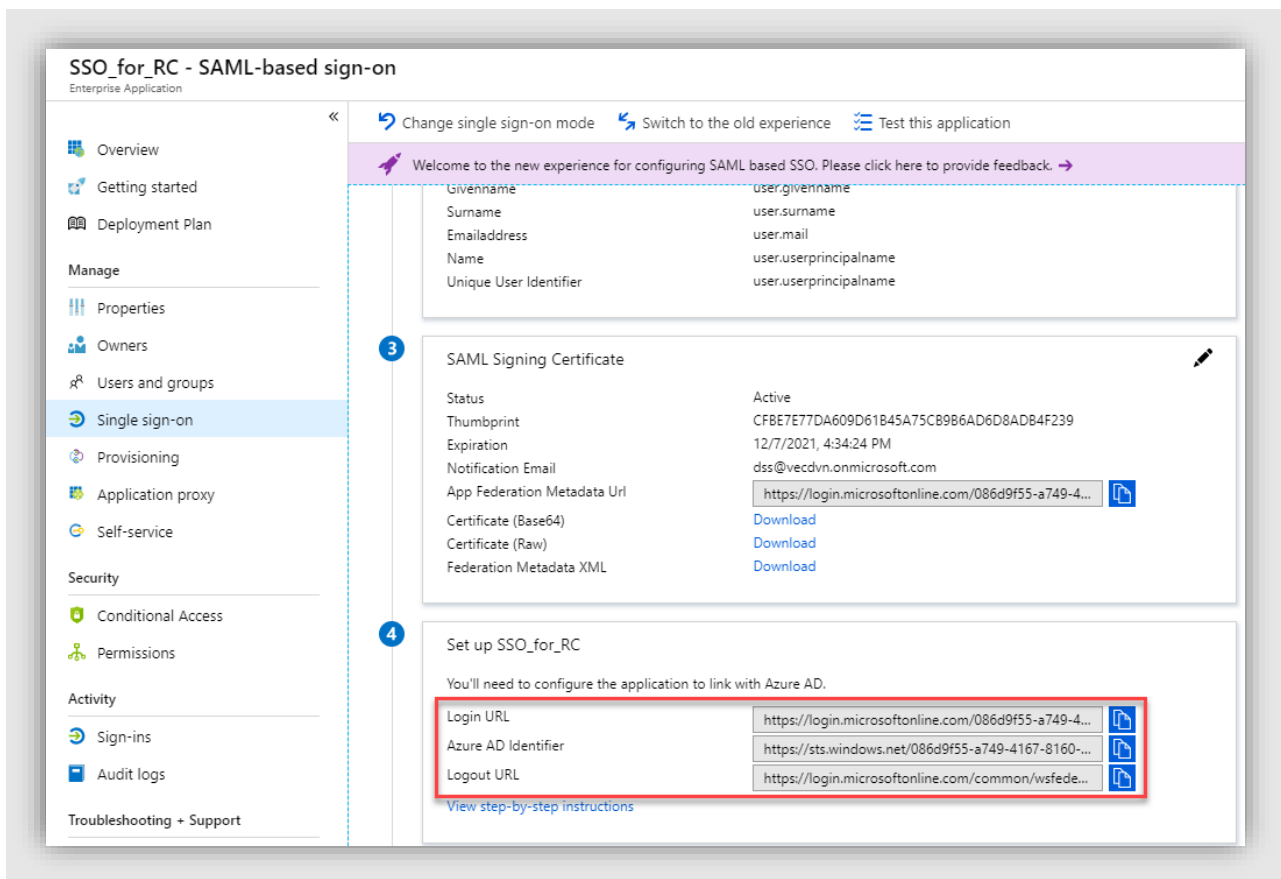 SSO_for_RC - SAML-based sign-on
Enterprise Application
«
Overview
Getting started
Deployment Plan
Manage
Properties
Owners
Users and groups
Single sign-on
Provisioning
Application proxy
Self-service
Security
Conditional Access
Permissions
Activity
Sign-ins
Audit logs
Troubleshooting + Support
Change single sign-on mode Switch to the old experience Test this application
Welcome to the new experience for configuring SAML based SSO. Please click here to provide feedback. →
Givenname user.givenname
Surname user.surname
Emailaddress user.mail
Name user.userprincipalname
Unique User Identifier user.userprincipalname
3
SAML Signing Certificate
Status Active
Thumbprint CFBE7E77DA609D61B45A75CB9B6AD6D8ADB4F239
Expiration 12/7/2021, 4:34:24 PM
Notification Email dss@vecdvn.onmicrosoft.com
App Federation Metadata Url https://login.microsoftonline.com/086d9f55-a749-4...
Certificate (Base64) Download
Certificate (Raw) Download
Federation Metadata XML Download
4
Set up SSO_for_RC
You'll need to configure the application to link with Azure AD.
Login URL https://login.microsoftonline.com/086d9f55-a749-4...
Azure AD Identifier https://sts.windows.net/086d9f55-a749-4167-8160-...
Logout URL https://login.microsoftonline.com/common/wsfede...
View step-by-step instructions